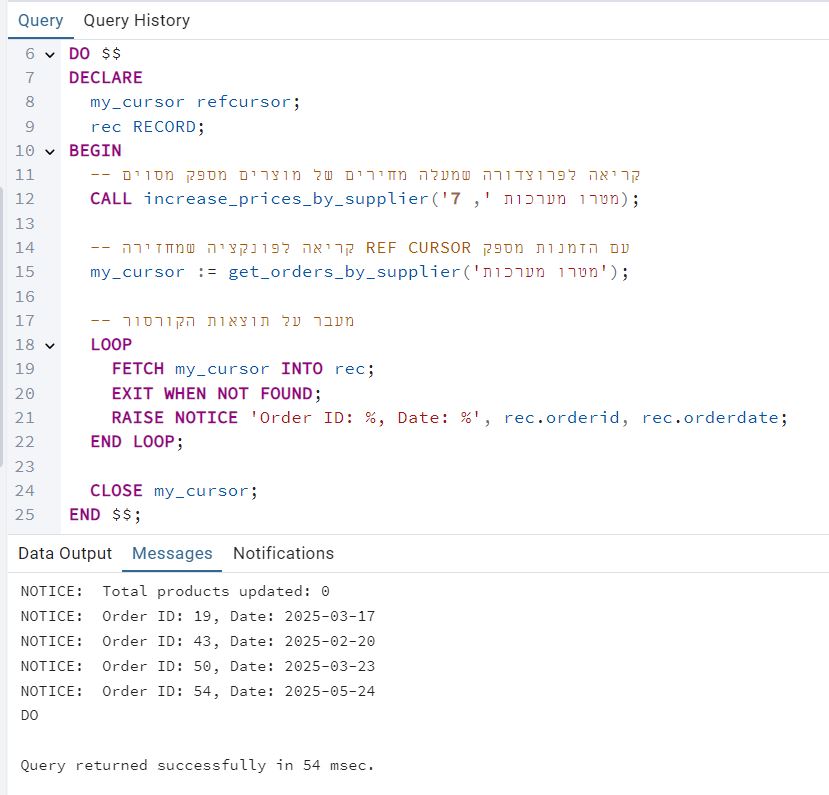 Query Query History
6 DO $$
7 DECLARE
8 my_cursor refcursor;
9 rec RECORD;
10 BEGIN
11 -- קריאה לפרוצדורה שמעלה מחירים של מוצרים מספק מסוים
12 CALL increase_prices_by_supplier('מטרו מערכות ', 7);
13
14 -- קריאה לפונקציה שמחזירה REF CURSOR עם הזמנות מספק
15 my_cursor := get_orders_by_supplier('מטרו מערכות');
16
17 -- מעבר על תוצאות הקורסור
18 LOOP
19 FETCH my_cursor INTO rec;
20 EXIT WHEN NOT FOUND;
21 RAISE NOTICE 'Order ID: %, Date: %', rec.orderid, rec.orderdate;
22 END LOOP;
23
24 CLOSE my_cursor;
25 END $$;
Data Output Messages Notifications
NOTICE: Total products updated: 0
NOTICE: Order ID: 19, Date: 2025-03-17
NOTICE: Order ID: 43, Date: 2025-02-20
NOTICE: Order ID: 50, Date: 2025-03-23
NOTICE: Order ID: 54, Date: 2025-05-24
DO
Query returned successfully in 54 msec.